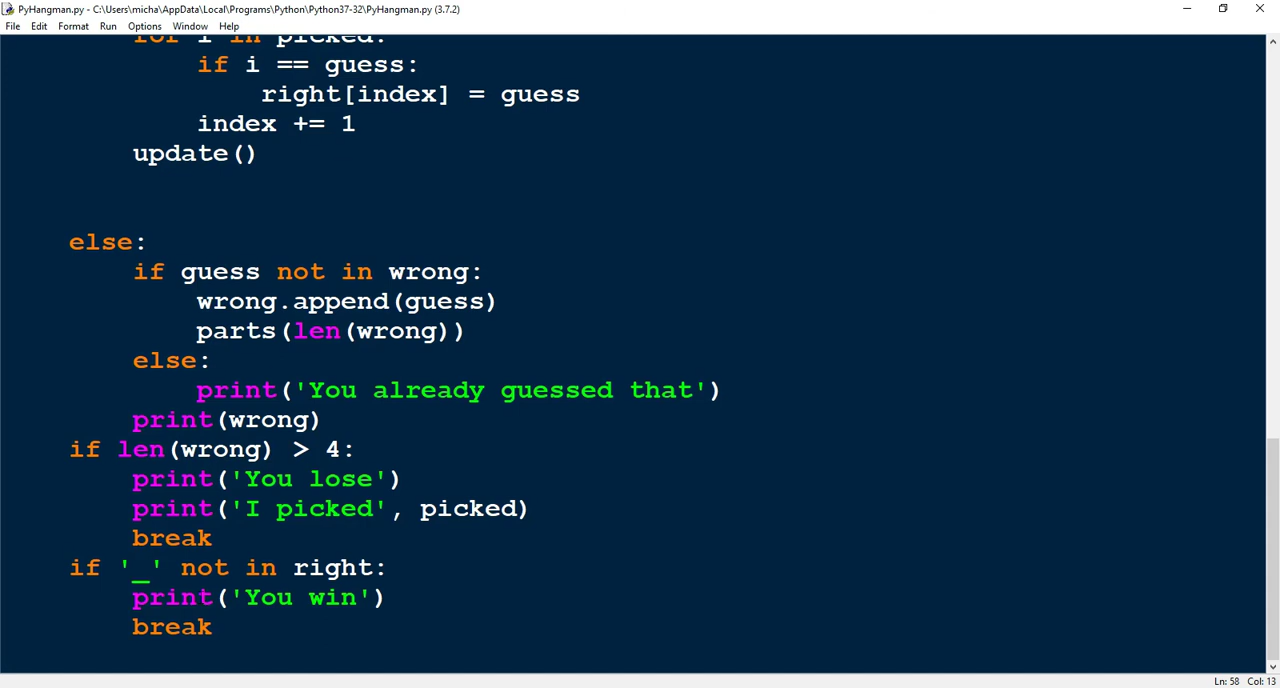 PyHangman.py - C:\Users\micha\AppData\Local\Programs\Python\Python37-32\PyHangman.py (3.7.2)
File Edit Format Run Options Window Help
for i in picked:
if i == guess:
right[index] = guess
index += 1
update()
else:
if guess not in wrong:
wrong.append(guess)
parts(len(wrong))
else:
print('You already guessed that')
print(wrong)
if len(wrong) > 4:
print('You lose')
print('I picked', picked)
break
if '_' not in right:
print('You win')
break
Ln: 58 Col: 13